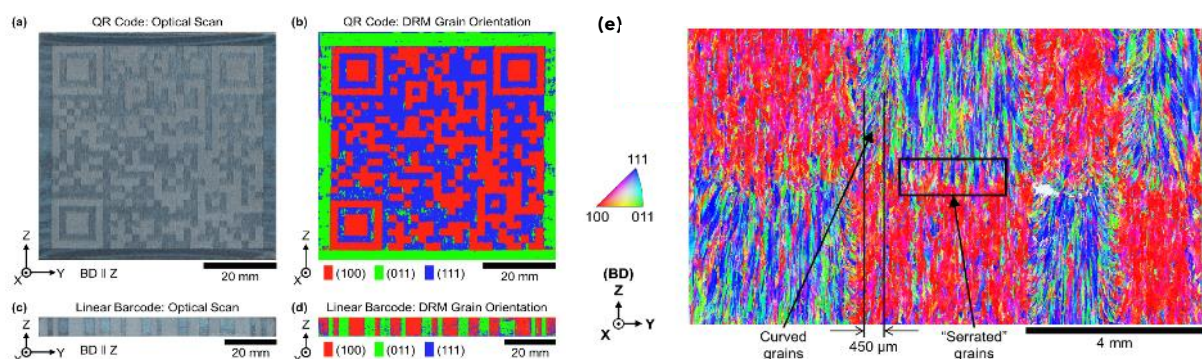 (a) QR Code: Optical Scan
Z
X Y BD || Z
20 mm
(b) QR Code: DRM Grain Orientation
Z
X Y
(100) (011) (111)
20 mm
(c) Linear Barcode: Optical Scan
Z
X Y BD || Z
20 mm
(d) Linear Barcode: DRM Grain Orientation
Z
X Y
(100) (011) (111)
20 mm
(e)
111
100 011
(BD)
Z
X Y
Curved
grains
450 µm
"Serrated"
grains
4 mm